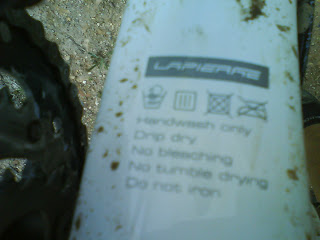 LAPIERRE
Handwash only
Drip dry
No bleaching
No tumble drying
Do not iron